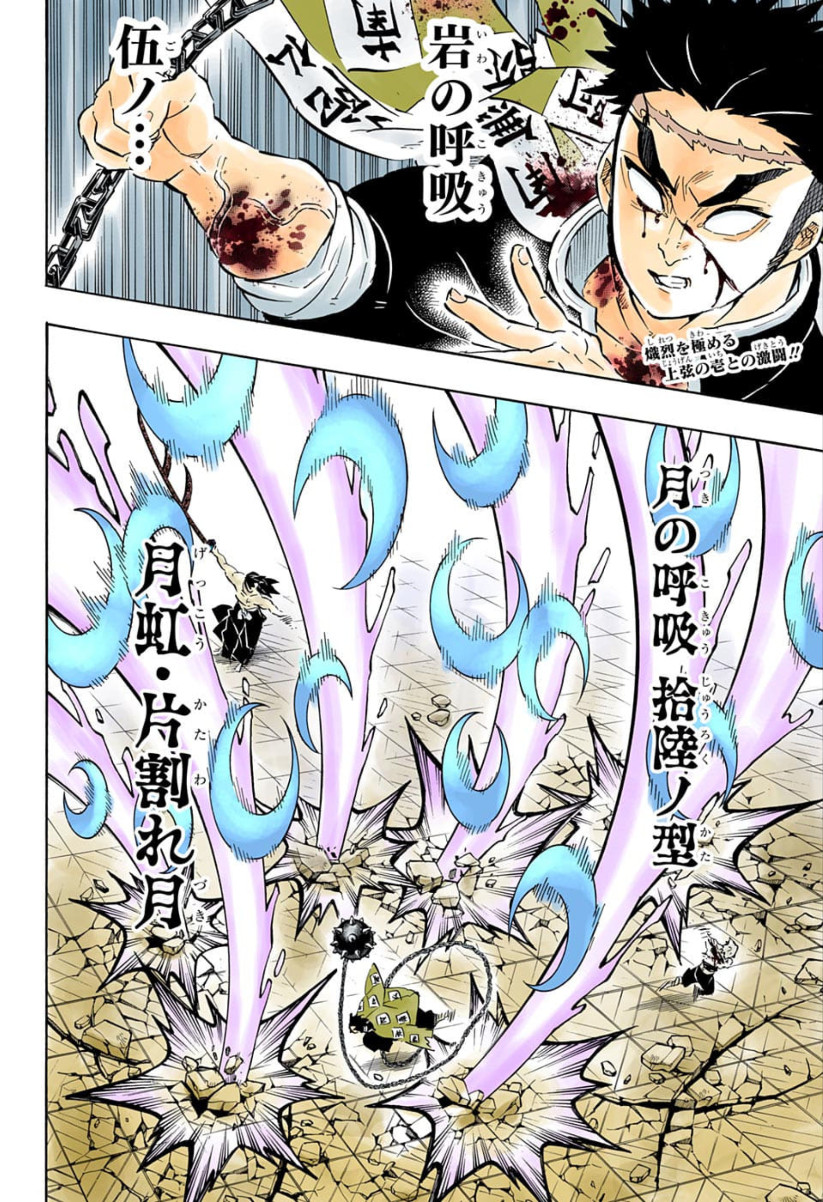 岩の呼吸
伍ノ…
熾烈を極める
上弦の壱との激闘!!
月の呼吸 拾陸ノ型
月虹・片割れ月